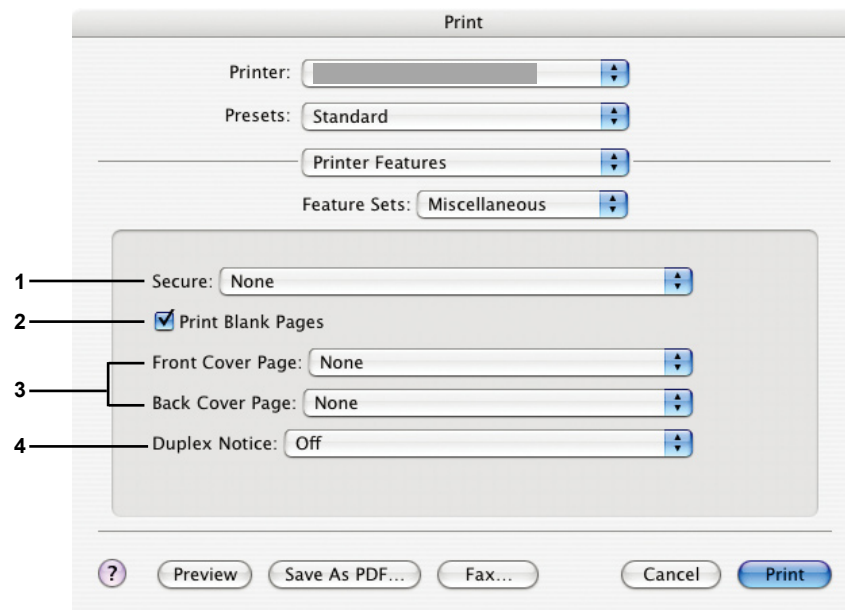 Print
Printer:
Presets: Standard
Printer Features
Feature Sets: Miscellaneous
1 Secure: None
2 Print Blank Pages
3
Front Cover Page: None
Back Cover Page: None
4 Duplex Notice: Off
? Preview Save As PDF... Fax... Cancel Print